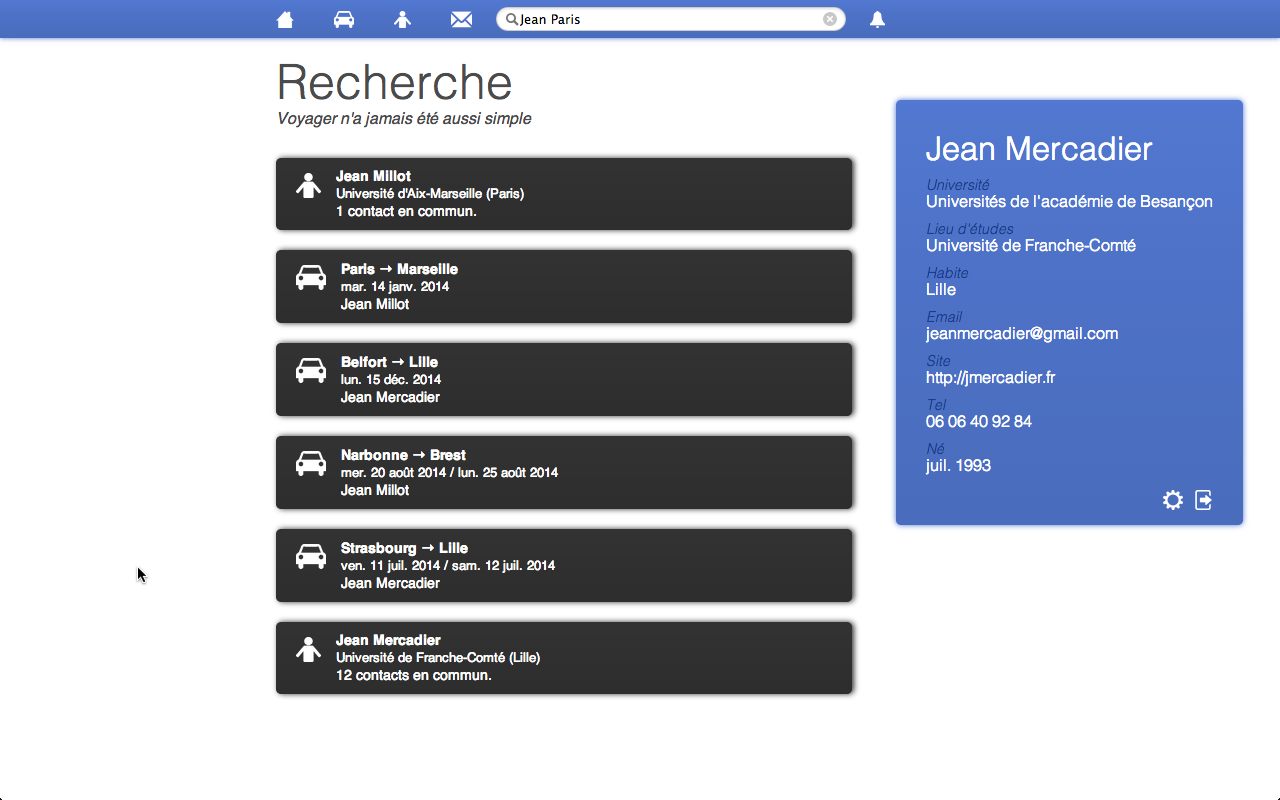 Jean Paris
Recherche
Voyager n'a jamais été aussi simple
Jean Millot
Université d'Aix-Marseille (Paris)
1 contact en commun.
Paris → Marseille
mar. 14 janv. 2014
Jean Millot
Belfort → Lille
lun. 15 déc. 2014
Jean Mercadier
Narbonne → Brest
mer. 20 août 2014 / lun. 25 août 2014
Jean Millot
Strasbourg → Lille
ven. 11 juil. 2014 / sam. 12 juil. 2014
Jean Mercadier
Jean Mercadier
Université de Franche-Comté (Lille)
12 contacts en commun.
Jean Mercadier
Université
Universités de l'académie de Besançon
Lieu d'études
Université de Franche-Comté
Habite
Lille
Email
jeanmercadier@gmail.com
Site
http://jmercadier.fr
Tel
06 06 40 92 84
Né
juil. 1993